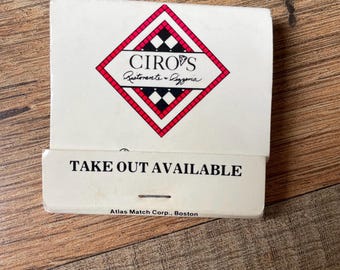 CIRO'S
Ristorante • Pizzeria
TAKE OUT AVAILABLE
Atlas Match Corp., Boston